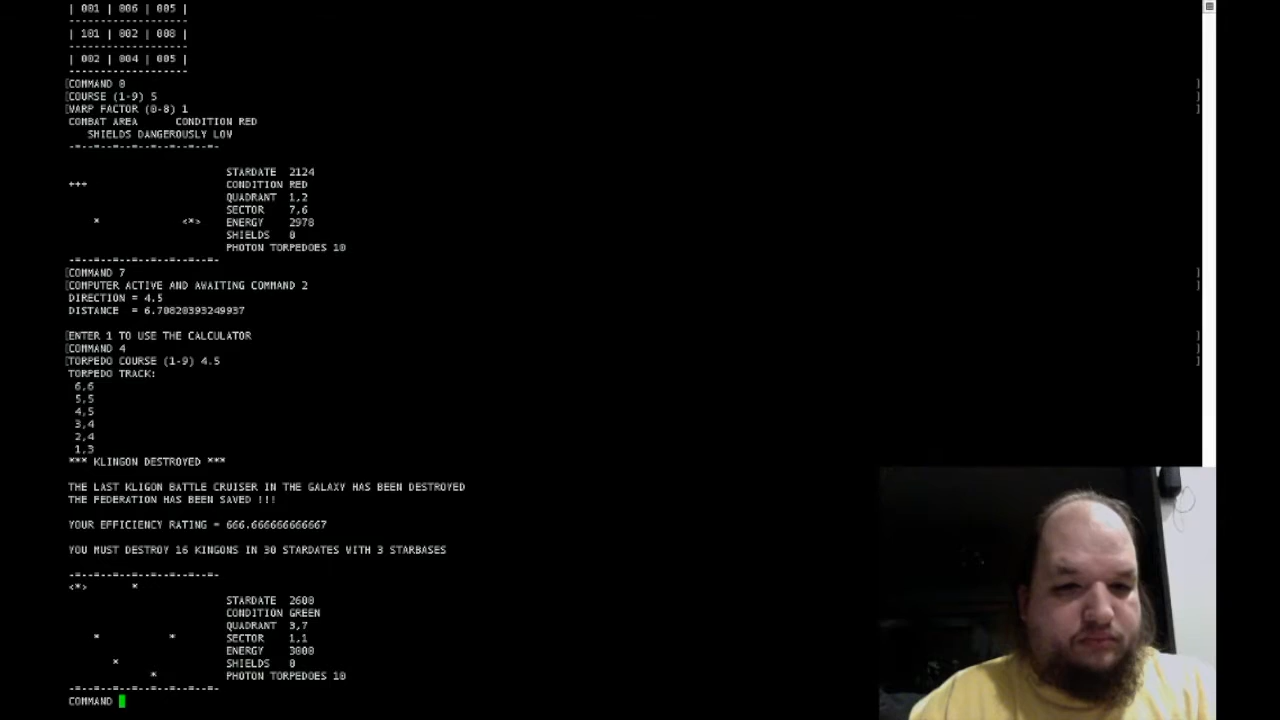 | 001 | 006 | 005 |
-------------------
| 101 | 002 | 008 |
-------------------
| 002 | 004 | 005 |
-------------------
[COMMAND 0
[COURSE (1-9) 5
[WARP FACTOR (0-8) 1
COMBAT AREA      CONDITION RED
SHIELDS DANGEROUSLY LOW
-=--=--=--=--=--=--=--=-
STARDATE  2124
+++ CONDITION RED
QUADRANT  1,2
SECTOR    7,6
* <*> ENERGY    2978
SHIELDS   0
PHOTON TORPEDOES 10
-=--=--=--=--=--=--=--=-
[COMMAND 7
[COMPUTER ACTIVE AND AWAITING COMMAND 2
DIRECTION = 4.5
DISTANCE  = 6.70820393249937
[ENTER 1 TO USE THE CALCULATOR
[COMMAND 4
[TORPEDO COURSE (1-9) 4.5
TORPEDO TRACK:
6,6
5,5
4,5
3,4
2,4
1,3
*** KLINGON DESTROYED ***
THE LAST KLIGON BATTLE CRUISER IN THE GALAXY HAS BEEN DESTROYED
THE FEDERATION HAS BEEN SAVED !!!
YOUR EFFICIENCY RATING = 666.666666666667
YOU MUST DESTROY 16 KINGONS IN 30 STARDATES WITH 3 STARBASES
-=--=--=--=--=--=--=--=-
<*> *
STARDATE  2600
CONDITION GREEN
QUADRANT  3,7
* * SECTOR    1,1
ENERGY    3000
* SHIELDS   0
* PHOTON TORPEDOES 10
-=--=--=--=--=--=--=--=-
COMMAND